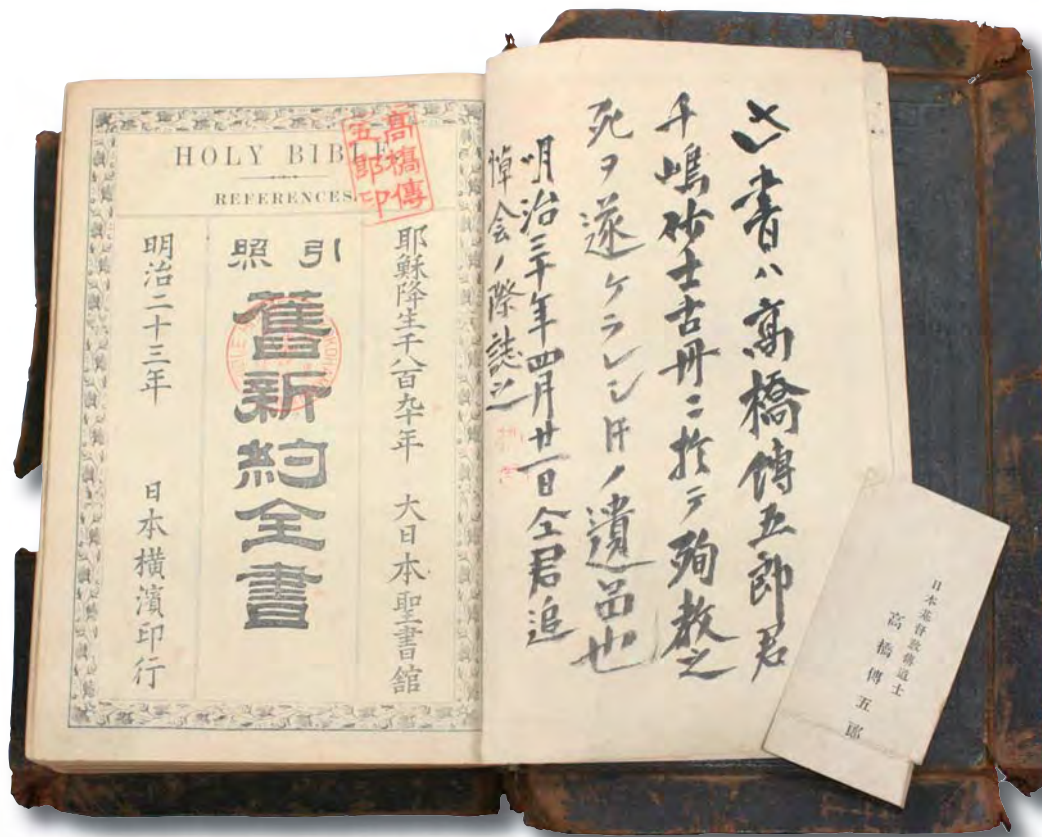 此書ハ高橋傳五郎君
千嶋砂士古丹ニ於テ殉教之
死ヲ遂ケラレシ時ノ遺品也
明治三十年四月廿一日仝君追
悼会ノ際誌之
HOLY BIBLE
REFERENCES.
高橋傳
五郎印
耶穌降生千八百九十年 大日本聖書館
引照
舊新約全書
明治二十三年 日本橫濱印行
日本基督教傳道士
高橋傳五郎